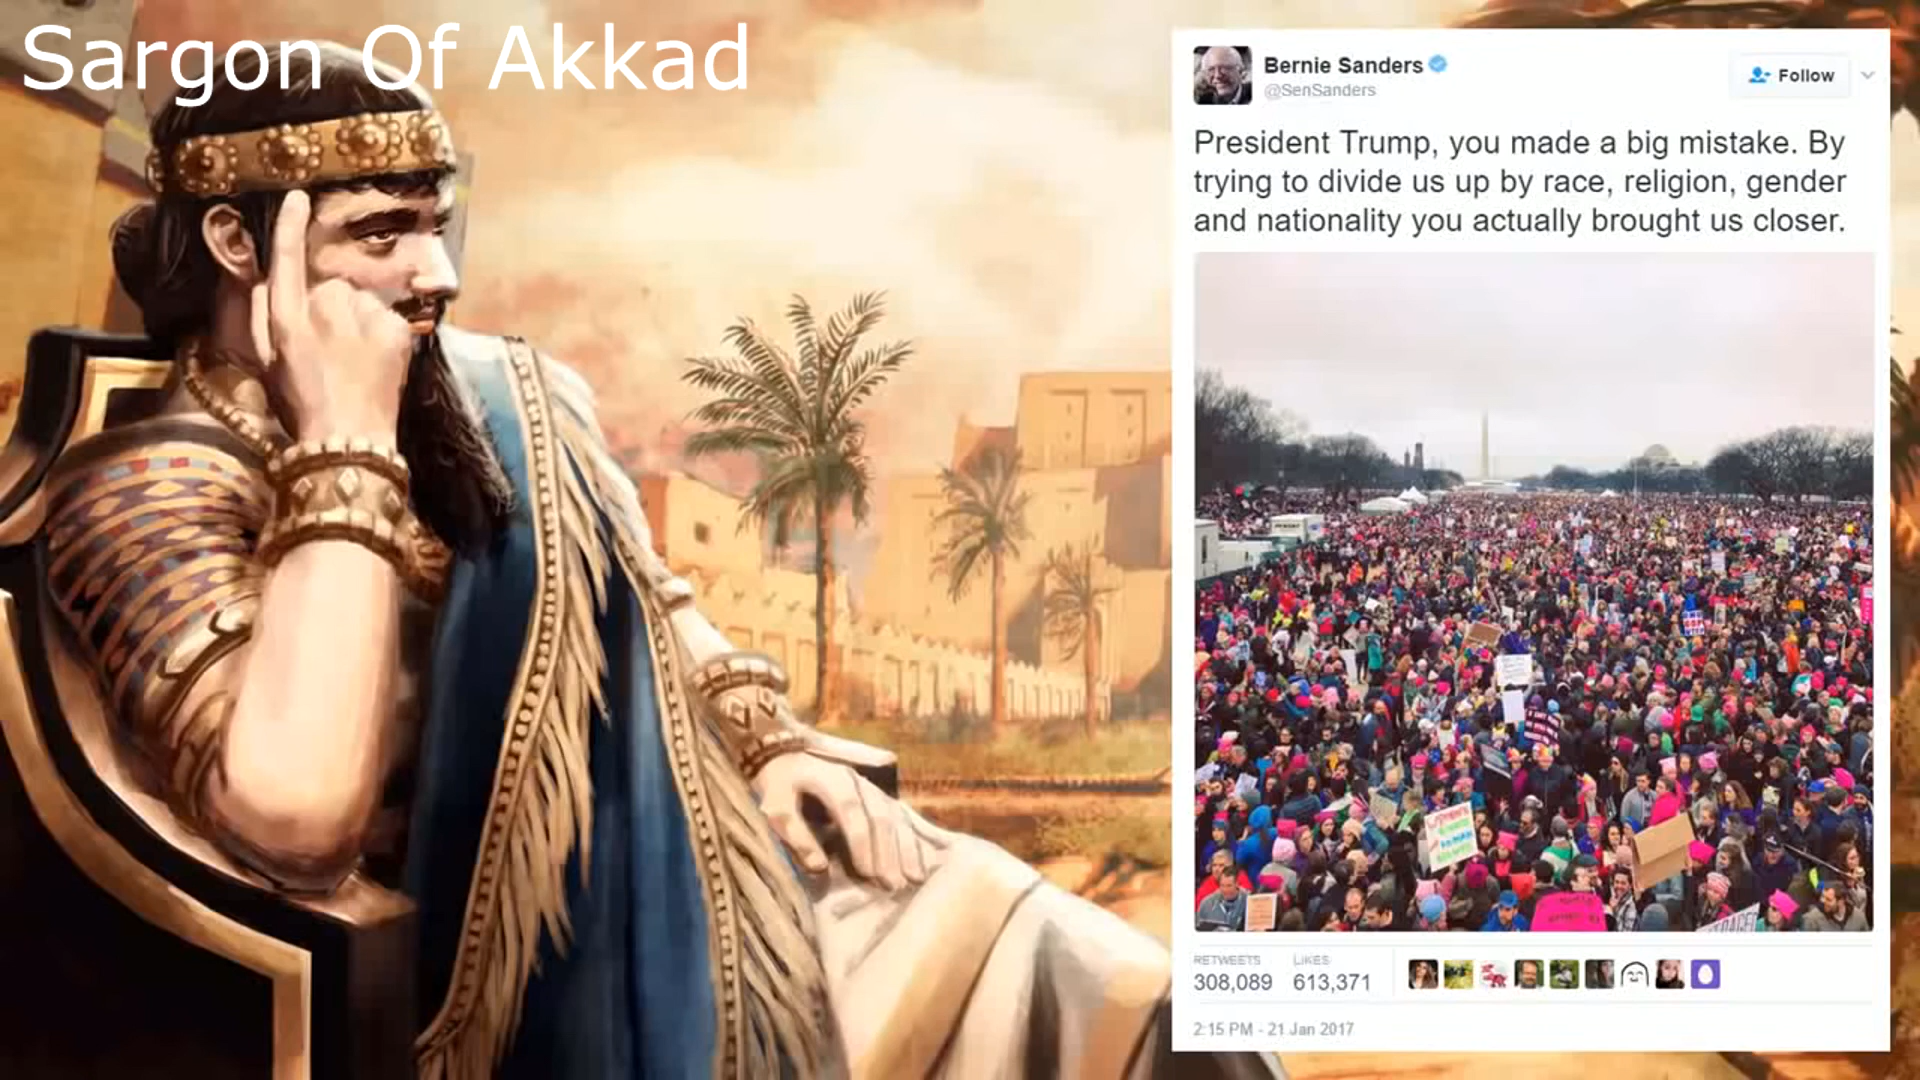 Sargon Of Akkad
Bernie Sanders
@SenSanders
Follow
President Trump, you made a big mistake. By
trying to divide us up by race, religion, gender
and nationality you actually brought us closer.
RETWEETS
308,089
LIKES
613,371
2:15 PM - 21 Jan 2017